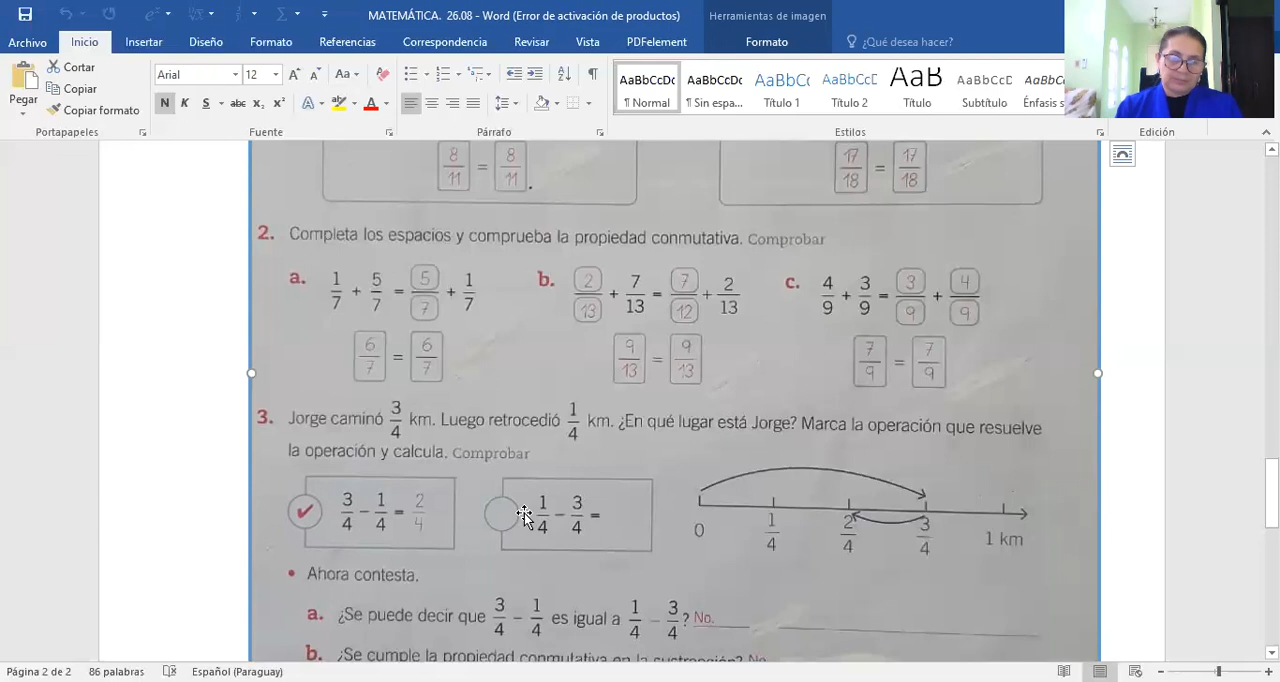 MATEMÁTICA. 26.08 - Word (Error de activación de productos)
Herramientas de imagen
Archivo Inicio Insertar Diseño Formato Referencias Correspondencia Revisar Vista PDFelement Formato ¿Qué desea hacer?
Pegar
Cortar
Copiar
Copiar formato
Arial 12
N K S abc x₂ x²
AaBbCcDc AaBbCcDc AaBbCc AaBbCcC AaB AaBbCcD AaBbCc
¶ Normal ¶ Sin espa... Título 1 Título 2 Título Subtítulo Énfasis s
Portapapeles Fuente Párrafo Estilos Edición
8/11 = 8/11 .
17/18 = 17/18
2. Completa los espacios y comprueba la propiedad conmutativa. Comprobar
a. 1/7 + 5/7 = 5/7 + 1/7
b. 2/13 + 7/13 = 7/12 + 2/13
c. 4/9 + 3/9 = 3/9 + 4/9
6/7 = 6/7
9/13 = 9/13
7/9 = 7/9
3. Jorge caminó 3/4 km. Luego retrocedió 1/4 km. ¿En qué lugar está Jorge? Marca la operación que resuelve
la operación y calcula. Comprobar
✓ 3/4 − 1/4 = 2/4
1/4 − 3/4 =
0 1/4 2/4 3/4 1 km
• Ahora contesta.
a. ¿Se puede decir que 3/4 − 1/4 es igual a 1/4 − 3/4? No.
b. ¿Se cumple la propiedad conmutativa en la sustracción? No
Página 2 de 2 86 palabras Español (Paraguay)